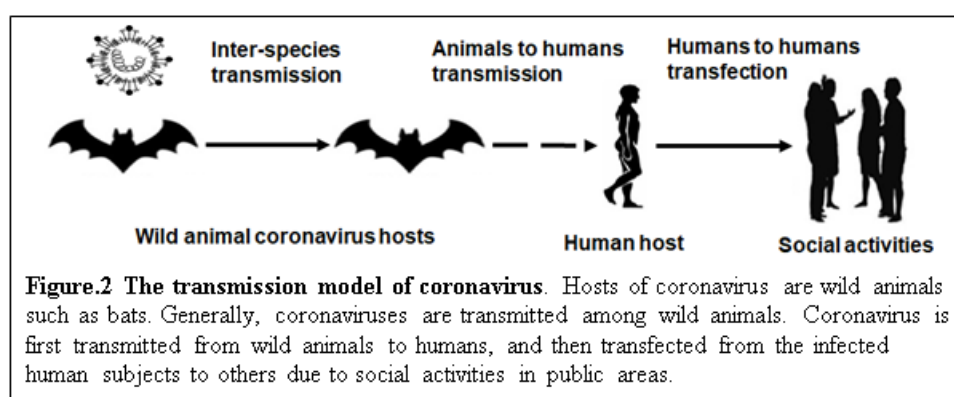 Inter-species
transmission
Animals to humans
transmission
Humans to humans
transfection
Wild animal coronavirus hosts
Human host
Social activities
Figure.2 The transmission model of coronavirus. Hosts of coronavirus are wild animals
such as bats. Generally, coronaviruses are transmitted among wild animals. Coronavirus is
first transmitted from wild animals to humans, and then transfected from the infected
human subjects to others due to social activities in public areas.